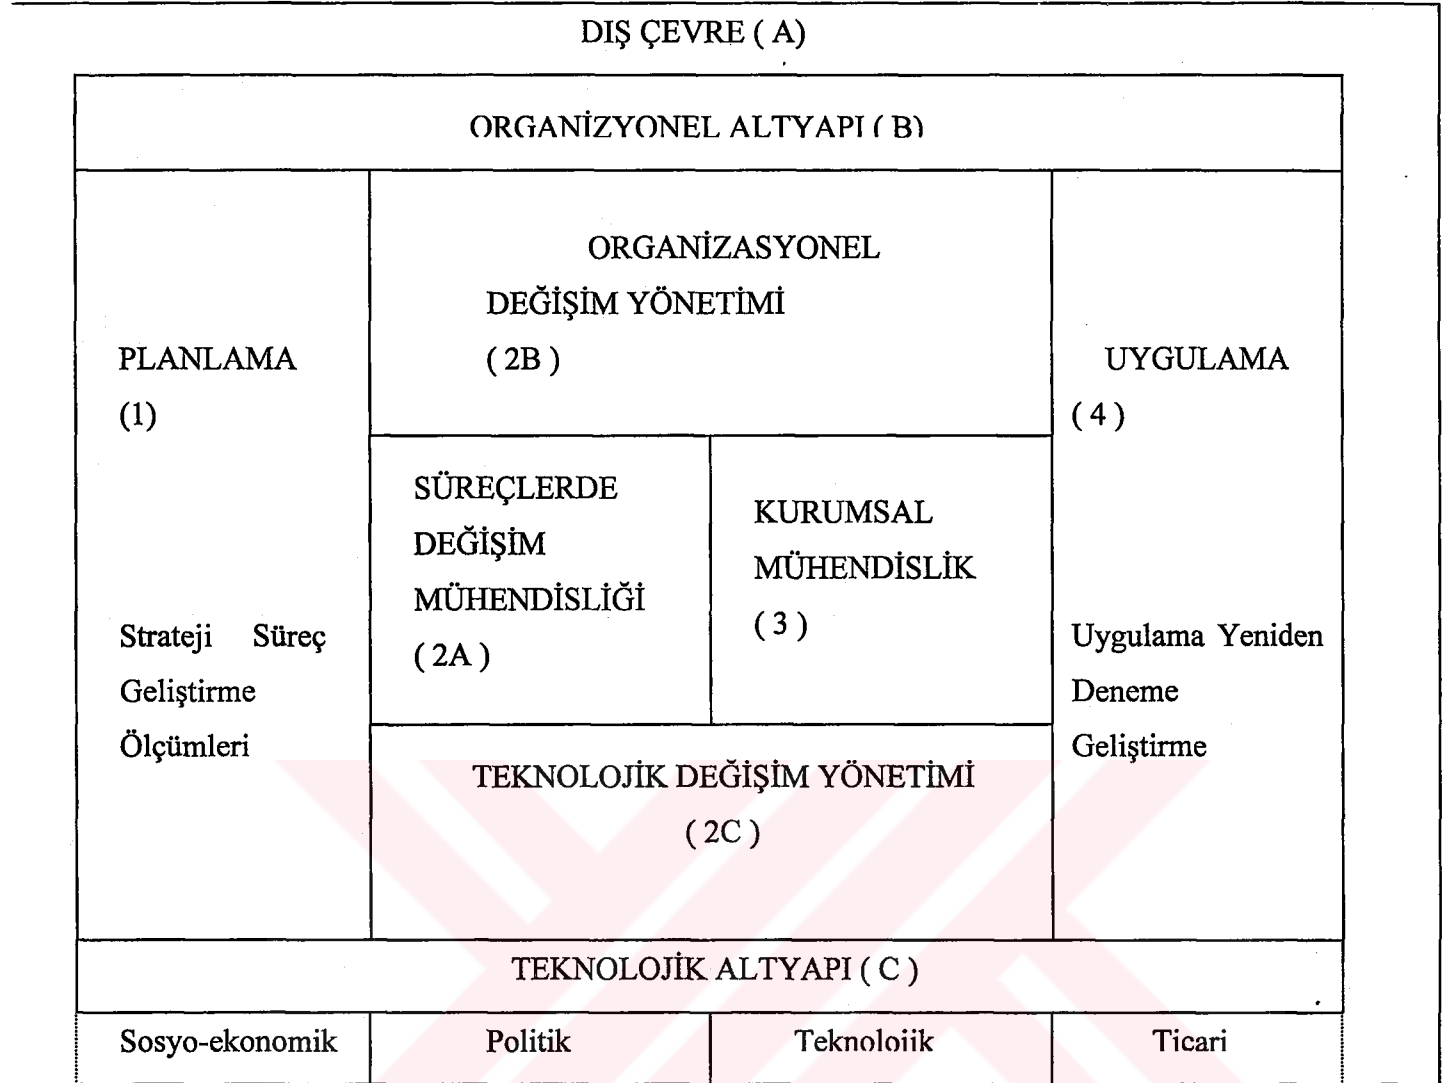 DIŞ ÇEVRE ( A)
ORGANİZYONEL ALTYAPI ( B)
ORGANİZASYONEL
DEĞİŞİM YÖNETİMİ
( 2B )
PLANLAMA
(1)
UYGULAMA
( 4 )
SÜREÇLERDE
DEĞİŞİM
MÜHENDİSLİĞİ
( 2A )
KURUMSAL
MÜHENDİSLİK
( 3 )
Strateji Süreç
Geliştirme
Ölçümleri
Uygulama Yeniden
Deneme
Geliştirme
TEKNOLOJİK DEĞİŞİM YÖNETİMİ
( 2C )
TEKNOLOJİK ALTYAPI ( C )
Sosyo-ekonomik Politik Teknolojik Ticari